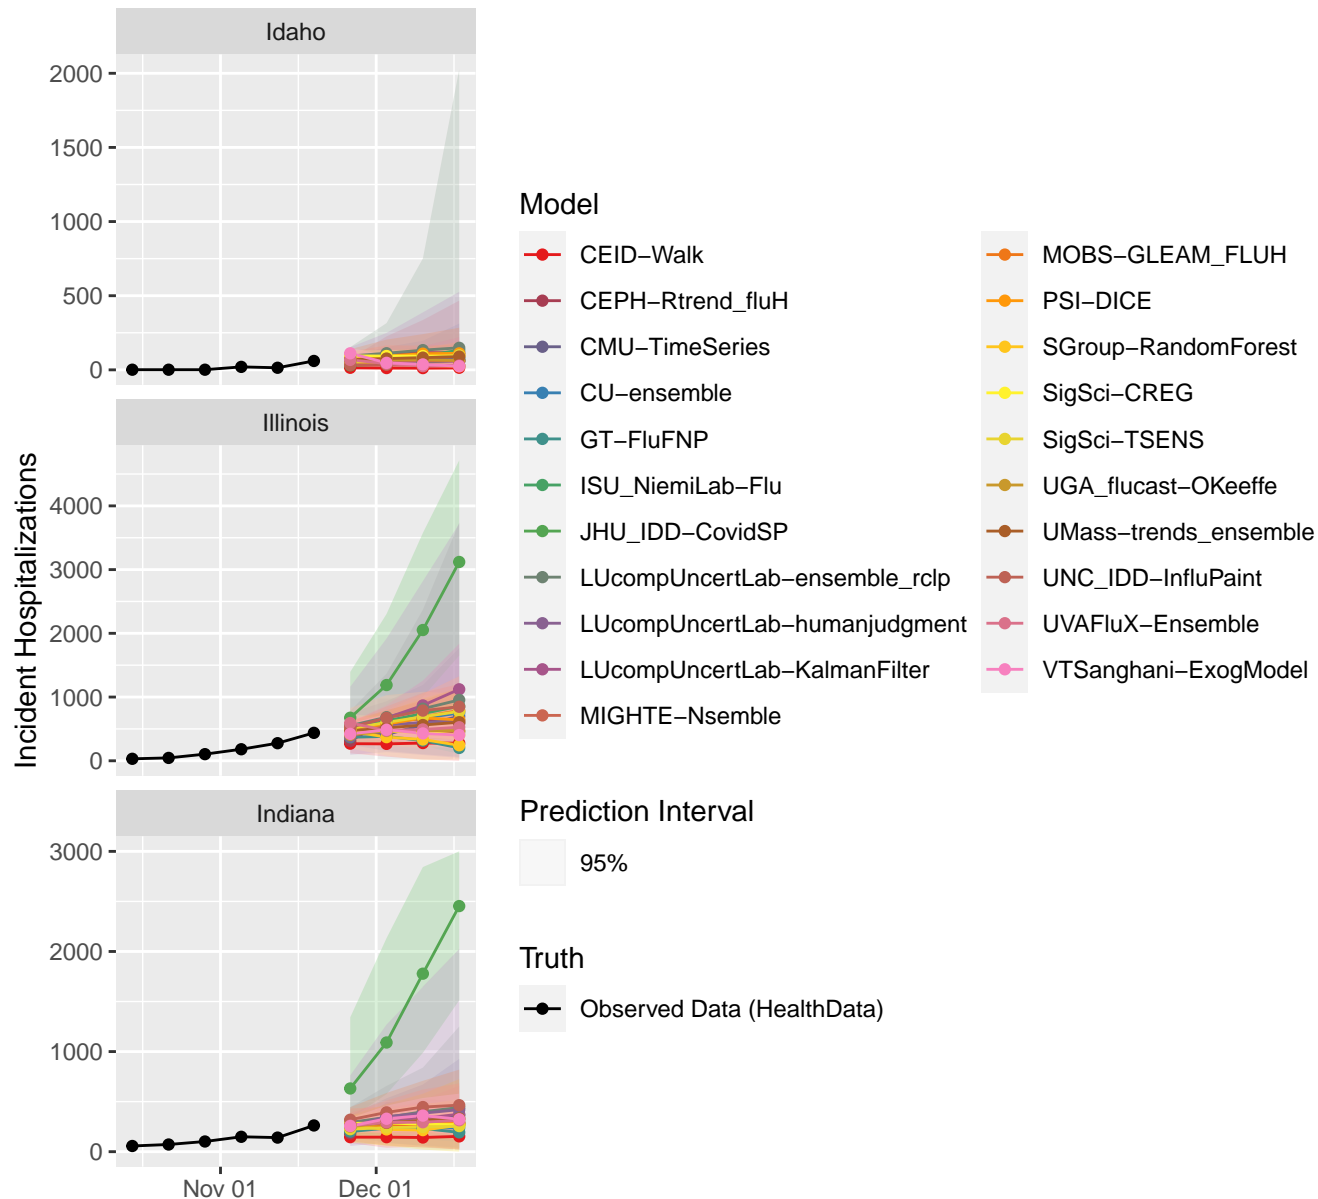 Idaho
2000
1500
1000
500
0
Illinois
4000
3000
2000
1000
0
Indiana
3000
2000
1000
0
Nov 01
Dec 01
Incident Hospitalizations
Model
CEID−Walk
CEPH−Rtrend_fluH
CMU−TimeSeries
CU−ensemble
GT−FluFNP
ISU_NiemiLab−Flu
JHU_IDD−CovidSP
LUcompUncertLab−ensemble_rclp
LUcompUncertLab−humanjudgment
LUcompUncertLab−KalmanFilter
MIGHTE−Nsemble
MOBS−GLEAM_FLUH
PSI−DICE
SGroup−RandomForest
SigSci−CREG
SigSci−TSENS
UGA_flucast−OKeeffe
UMass−trends_ensemble
UNC_IDD−InfluPaint
UVAFluX−Ensemble
VTSanghani−ExogModel
Prediction Interval
95%
Truth
Observed Data (HealthData)